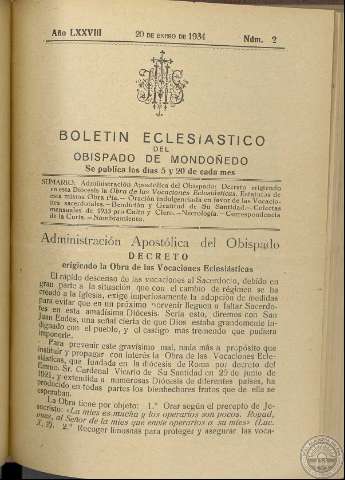 Año LXXVIII 20 DE ENERO DE 1934 Núm. 2
BOLETIN ECLESIASTICO
DEL
OBISPADO DE MONDOÑEDO
Se publica los días 5 y 20 de cada mes
SUMARIO: Administración Apostólica del Obispado: Decreto erigiendo
en esta Diócesis la Obra de las Vocaciones Eclesiásticas. Estatutos de
esta misma Obra Pía.—Oración indulgenciada en favor de las Vocacio-
nes sacerdotales.—Bendición y Gratitud de Su Santidad.—Colectas
mensuales de 1933 pro Culto y Clero.—Necrología.—Correspondencia
de la Curia.—Nombramiento.
Administración Apostólica del Obispado
DECRETO
erigiendo la Obra de las Vocaciones Eclesiásticas
El rápido descenso de las vocaciones al Sacerdocio, debido en
gran parte a la situación que con el cambio de régimen se ha
creado a la Iglesia, exige imperiosamente la adopción de medidas
para evitar que en un próximo porvenir lleguen a faltar Sacerdo-
tes en esta amadísima Diócesis. Sería esto, diremos con San
Juan Eudes, una señal cierta de que Dios estaba grandemente in-
dignado con el pueblo, y el castigo más tremendo que pudiera
imponerle.
Para prevenir este gravísimo mal, nada más a propósito que
instituir y propagar con interés la Obra de las Vocaciones Ecle-
siásticas, que fundada en la diócesis de Roma por decreto del
Emmo. Sr. Cardenal Vicario de Su Santidad en 29 de junio de
1921, y extendida a numerosas Diócesis de diferentes países, ha
producido en todas partes los bienhechores frutos que de ella se
esperaban.
La Obra tiene por objeto: 1.º Orar según el precepto de Je-
sucristo: «La mies es mucha y los operarios son pocos. Rogad,
pues, al Señor de la mies que envíe operarios a su mies» (Luc.
X, 2). 2.º Recoger limosnas para proteger y asegurar las voca-